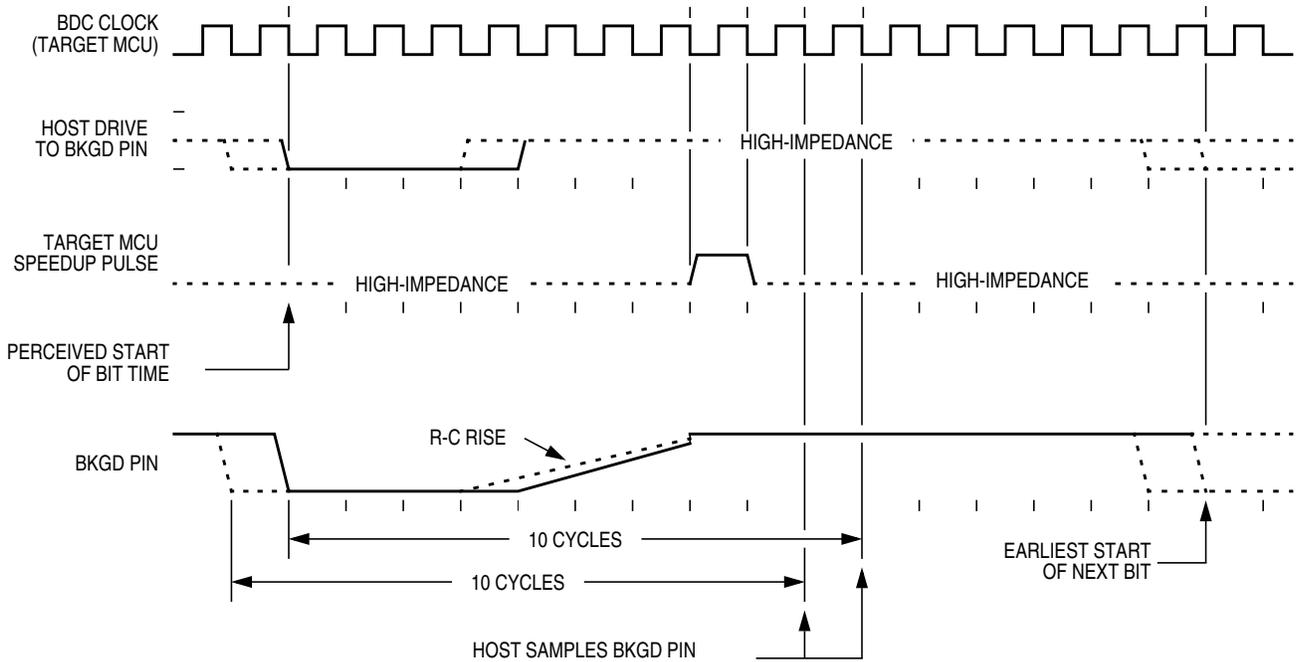 BDC CLOCK
(TARGET MCU)
HOST DRIVE
TO BKGD PIN
HIGH-IMPEDANCE
TARGET MCU
SPEEDUP PULSE
HIGH-IMPEDANCE
HIGH-IMPEDANCE
PERCEIVED START
OF BIT TIME
R-C RISE
BKGD PIN
10 CYCLES
10 CYCLES
EARLIEST START
OF NEXT BIT
HOST SAMPLES BKGD PIN